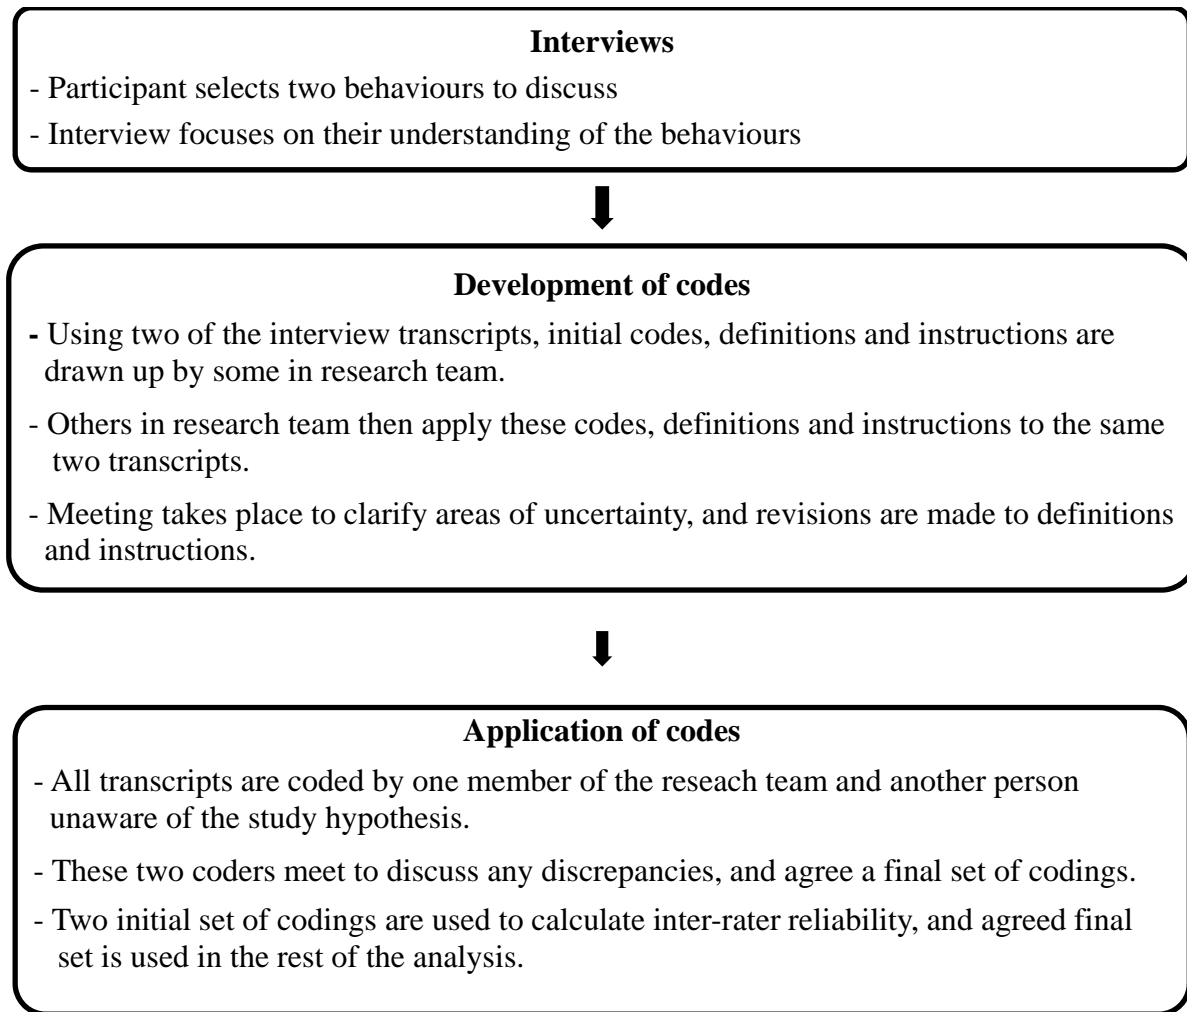 Interviews
- Participant selects two behaviours to discuss
- Interview focuses on their understanding of the behaviours
Development of codes
- Using two of the interview transcripts, initial codes, definitions and instructions are
drawn up by some in research team.
- Others in research team then apply these codes, definitions and instructions to the same
two transcripts.
- Meeting takes place to clarify areas of uncertainty, and revisions are made to definitions
and instructions.
Application of codes
- All transcripts are coded by one member of the reseach team and another person
unaware of the study hypothesis.
- These two coders meet to discuss any discrepancies, and agree a final set of codings.
- Two initial set of codings are used to calculate inter-rater reliability, and agreed final
set is used in the rest of the analysis.